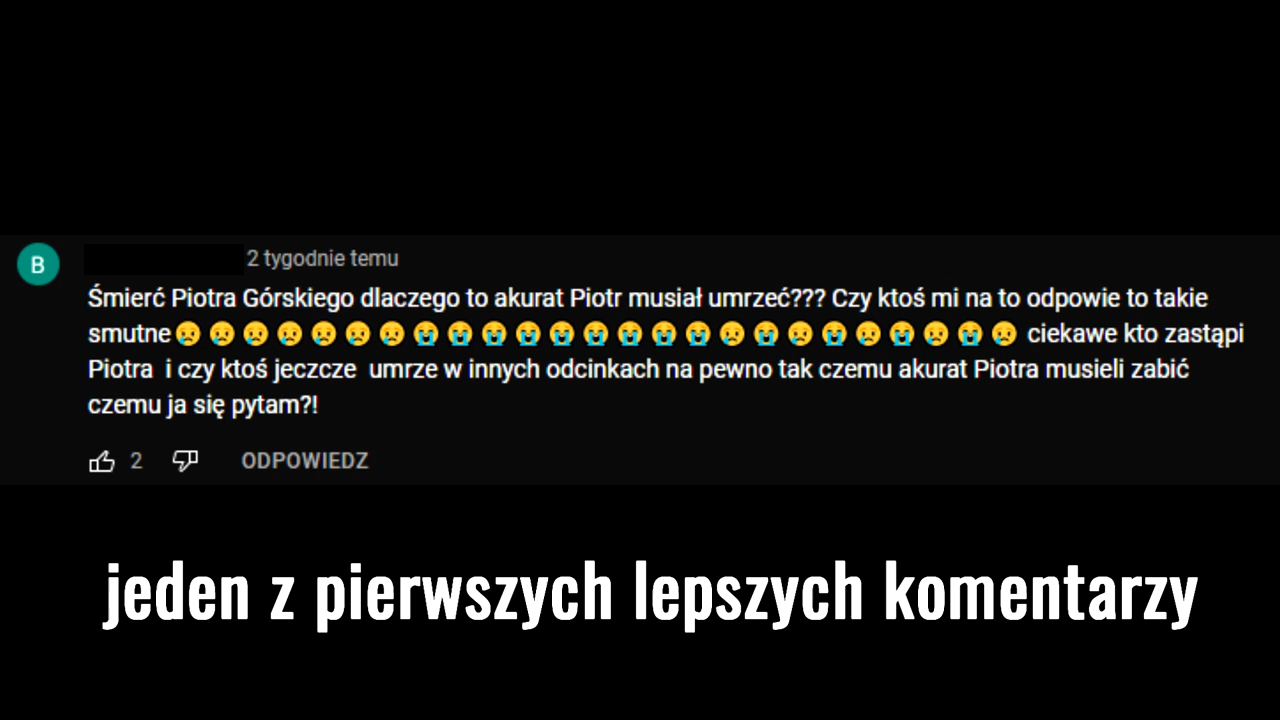 B
2 tygodnie temu
Śmierć Piotra Górskiego dlaczego to akurat Piotr musiał umrzeć??? Czy ktoś mi na to odpowie to takie
smutne😥😥😥😥😥😥😥😭😭😭😭😭😭😭😭😭😥😭😥😭😥😭😥😭😥 ciekawe kto zastąpi
Piotra  i czy ktoś jeczcze  umrze w innych odcinkach na pewno tak czemu akurat Piotra musieli zabić
czemu ja się pytam?!
2 ODPOWIEDZ
jeden z pierwszych lepszych komentarzy